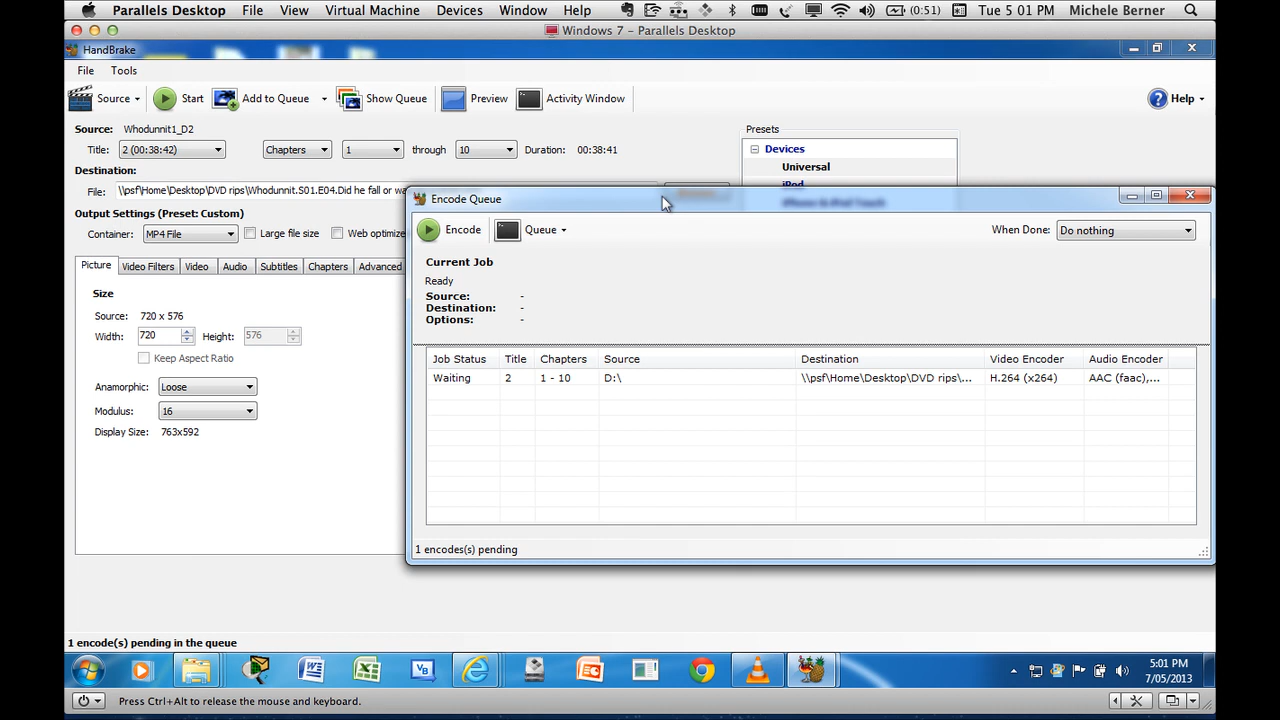 Parallels Desktop File View Virtual Machine Devices Window Help (0:51) Tue 5 01 PM Michele Berner
Windows 7 - Parallels Desktop
HandBrake
File Tools
Source Start Add to Queue Show Queue Preview Activity Window Help
Source: Whodunnit1_D2 Presets
Title: 2 (00:38:42) Chapters 1 through 10 Duration: 00:38:41 Devices
Universal
Destination:
iPod
File: \\psf\Home\Desktop\DVD rips\Whodunnit.S01.E04.Did he fall or wa
iPhone & iPod Touch
Encode Queue
Output Settings (Preset: Custom)
Container: MP4 File Large file size Web optimize
Encode Queue When Done: Do nothing
Picture Video Filters Video Audio Subtitles Chapters Advanced
Current Job
Ready
Size
Source: -
Destination: -
Options: -
Source: 720 x 576
Width: 720 Height: 576
Keep Aspect Ratio
Job Status Title Chapters Source Destination Video Encoder Audio Encoder
Waiting 2 1 - 10 D:\ \\psf\Home\Desktop\DVD rips\... H.264 (x264) AAC (faac),...
Anamorphic: Loose
Modulus: 16
Display Size: 763x592
1 encodes(s) pending
1 encode(s) pending in the queue
5:01 PM
7/05/2013
Press Ctrl+Alt to release the mouse and keyboard.